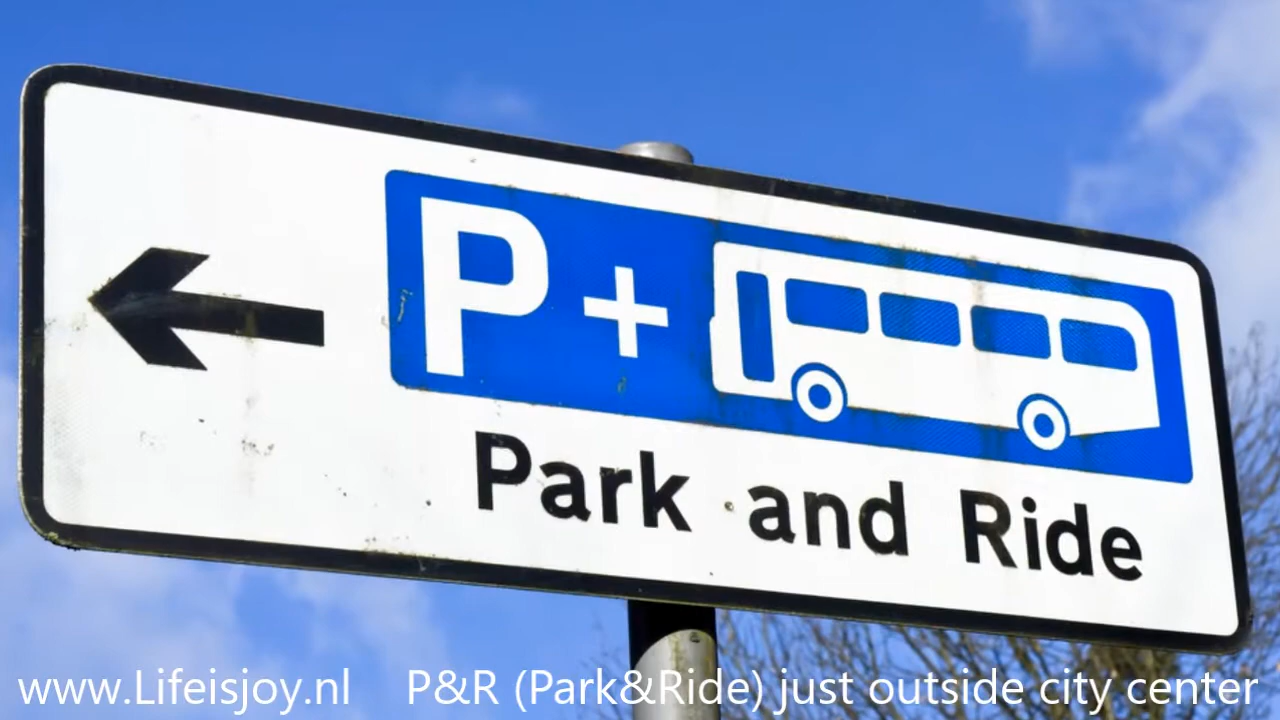 P +
Park and Ride
www.Lifeisjoy.nl P&R (Park&Ride) just outside city center